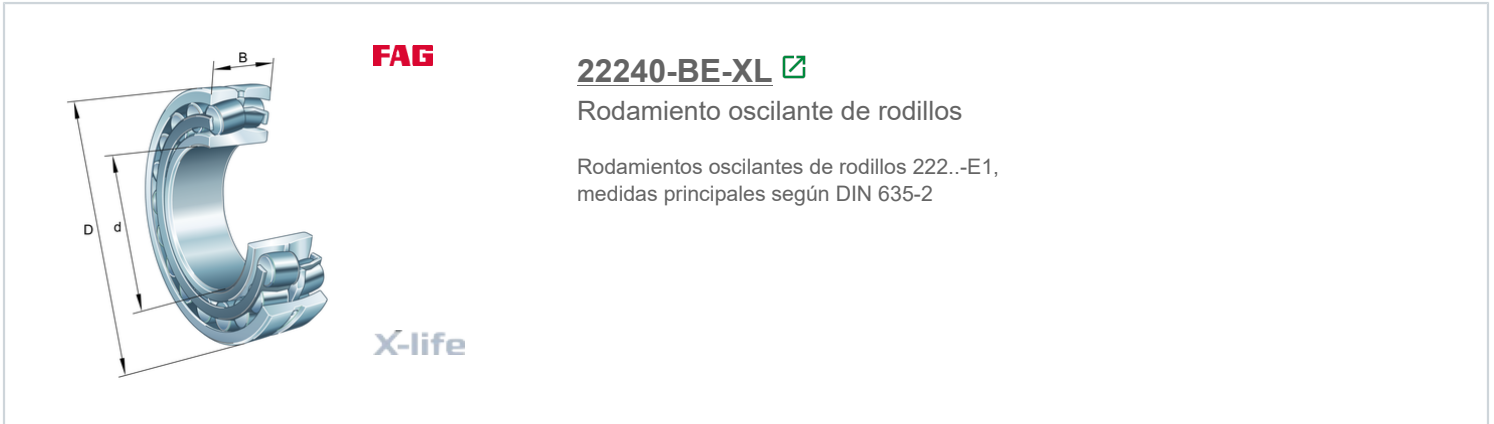 B
FAG
22240-BE-XL
Rodamiento oscilante de rodillos
Rodamientos oscilantes de rodillos 222..-E1,
medidas principales según DIN 635-2
D
d
X-life